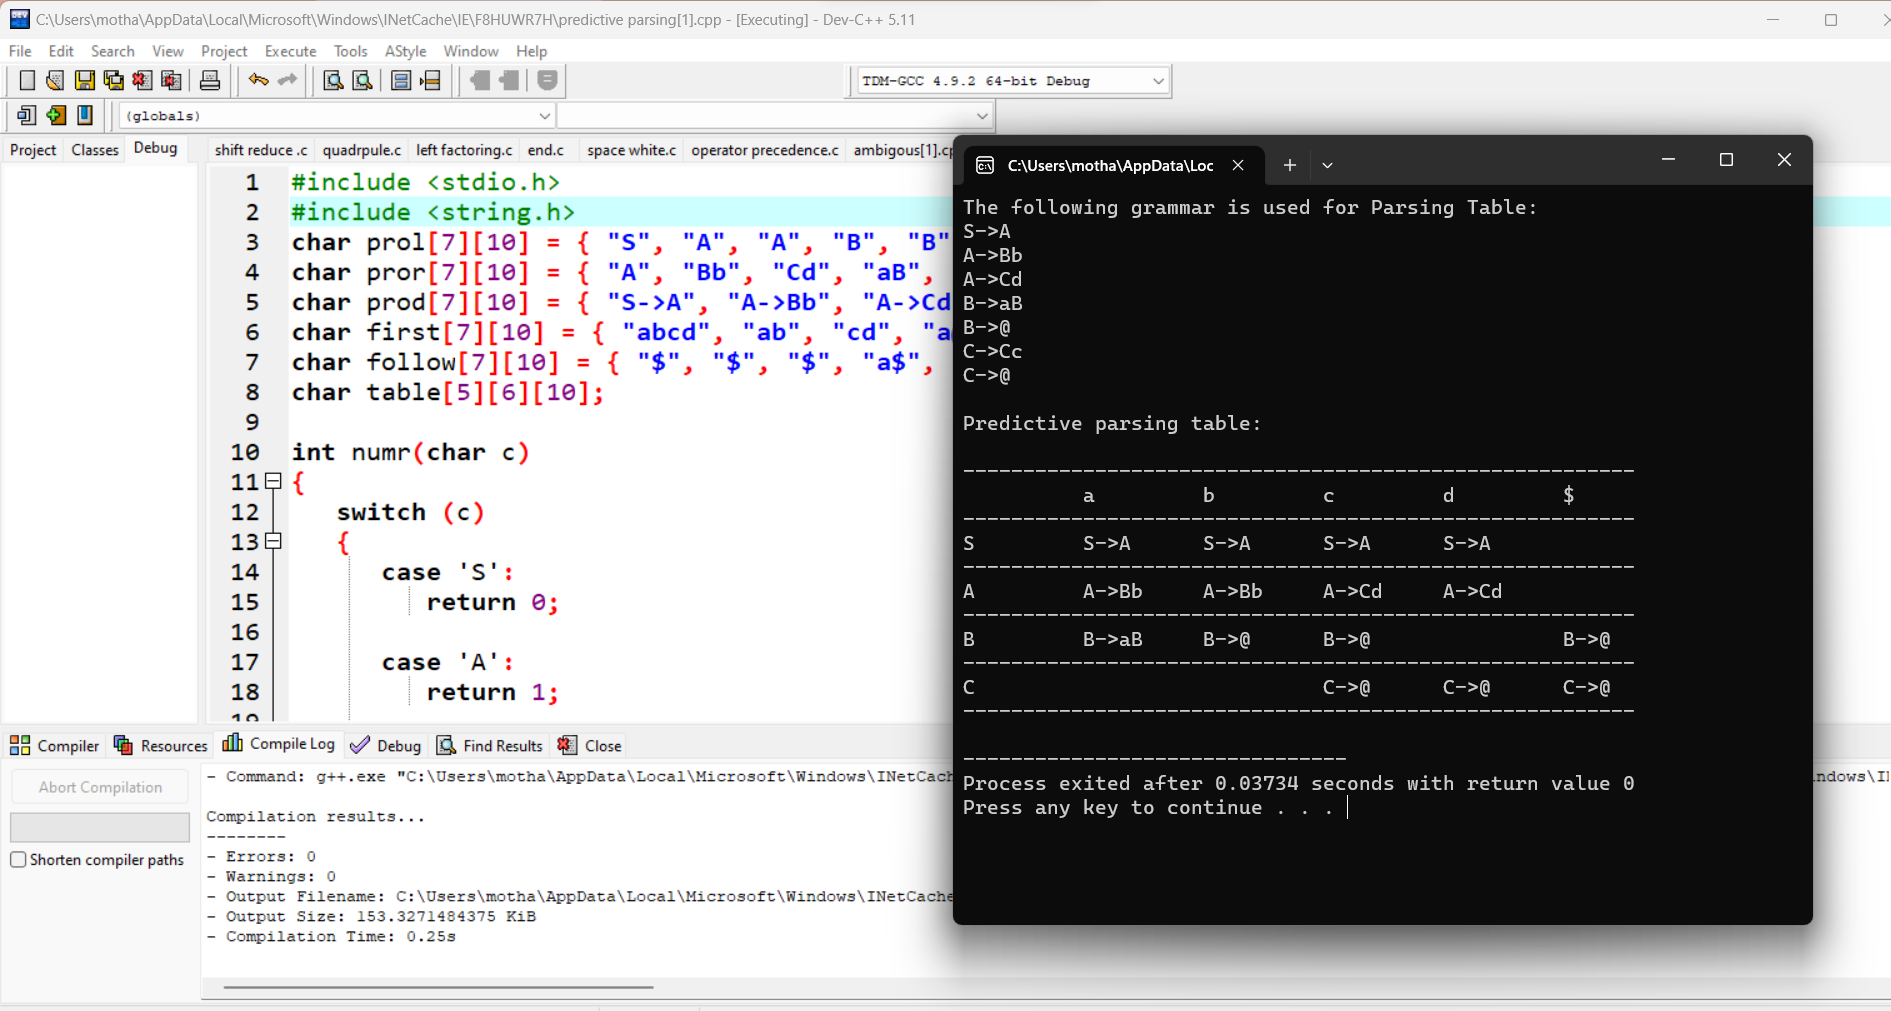 C:\Users\motha\AppData\Local\Microsoft\Windows\INetCache\IE\F8HUWR7H\predictive parsing[1].cpp - [Executing] - Dev-C++ 5.11
File Edit Search View Project Execute Tools AStyle Window Help
TDM-GCC 4.9.2 64-bit Debug
(globals)
Project Classes Debug
shift reduce .c quadrpule.c left factoring.c end.c space white.c operator precedence.c ambigous[1].cp
1 #include <stdio.h>
2 #include <string.h>
3 char prol[7][10] = { "S", "A", "A", "B", "B"
4 char pror[7][10] = { "A", "Bb", "Cd", "aB",
5 char prod[7][10] = { "S->A", "A->Bb", "A->Cd
6 char first[7][10] = { "abcd", "ab", "cd", "a
7 char follow[7][10] = { "$", "$", "$", "a$",
8 char table[5][6][10];
9
10 int numr(char c)
11 {
12 switch (c)
13 {
14 case 'S':
15 return 0;
16
17 case 'A':
18 return 1;
19
C:\Users\motha\AppData\Loc
The following grammar is used for Parsing Table:
S->A
A->Bb
A->Cd
B->aB
B->@
C->Cc
C->@
Predictive parsing table:
--------------------------------------------------------
a b c d $
--------------------------------------------------------
S S->A S->A S->A S->A
--------------------------------------------------------
A A->Bb A->Bb A->Cd A->Cd
--------------------------------------------------------
B B->aB B->@ B->@ B->@
--------------------------------------------------------
C C->@ C->@ C->@
--------------------------------------------------------
--------------------------------
Process exited after 0.03734 seconds with return value 0
Press any key to continue . . .
Compiler Resources Compile Log Debug Find Results Close
Abort Compilation
Shorten compiler paths
- Command: g++.exe "C:\Users\motha\AppData\Local\Microsoft\Windows\INetCach
ndows\I
Compilation results...
--------
- Errors: 0
- Warnings: 0
- Output Filename: C:\Users\motha\AppData\Local\Microsoft\Windows\INetCache
- Output Size: 153.3271484375 KiB
- Compilation Time: 0.25s